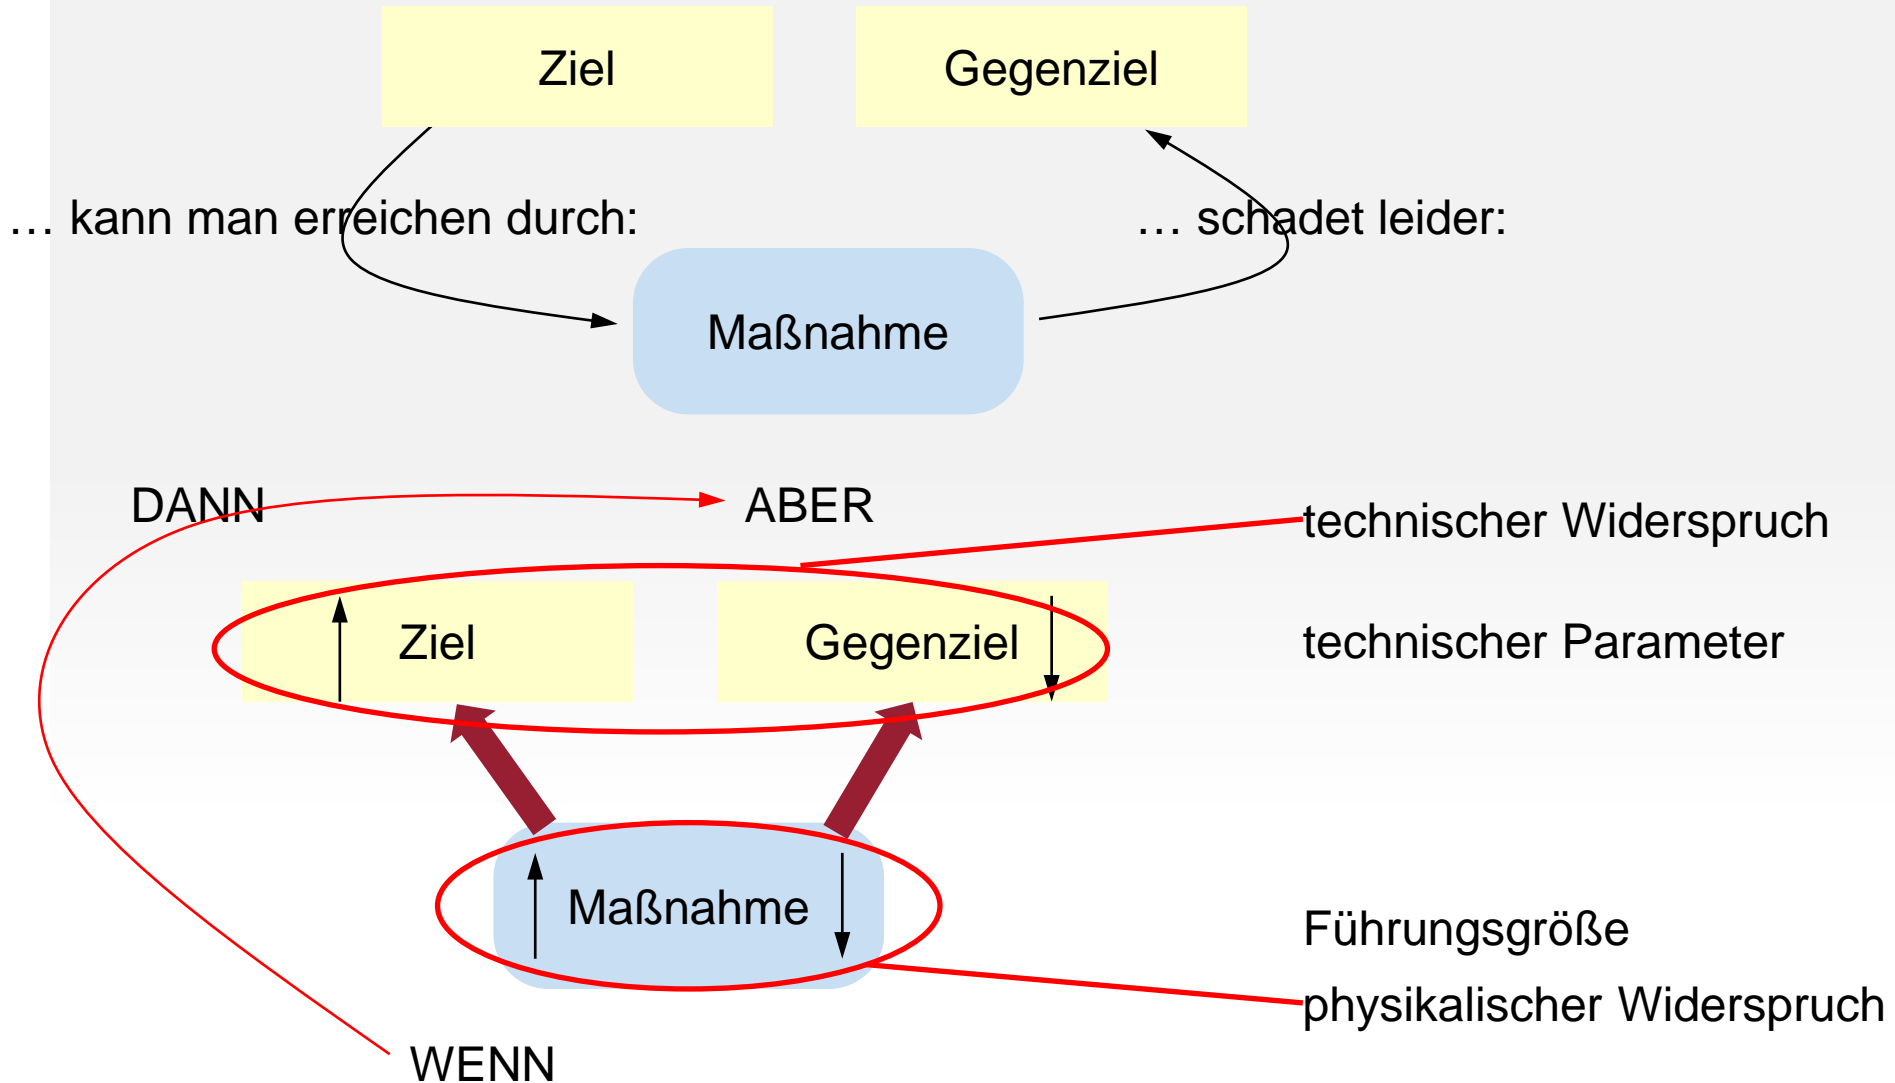 Ziel
Gegenziel
… kann man erreichen durch:
… schadet leider:
Maßnahme
DANN
ABER
technischer Widerspruch
Ziel
Gegenziel
technischer Parameter
Maßnahme
Führungsgröße
physikalischer Widerspruch
WENN